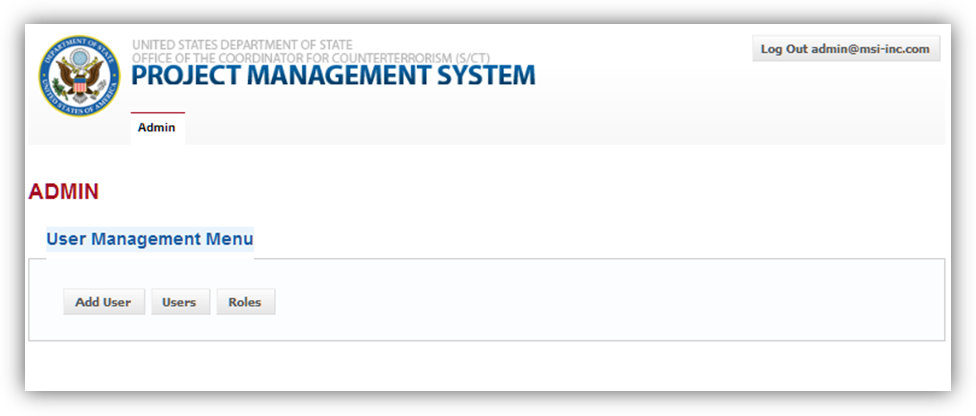 DEPARTMENT OF STATE
UNITED STATES OF AMERICA
UNITED STATES DEPARTMENT OF STATE
OFFICE OF THE COORDINATOR FOR COUNTERTERRORISM (S/CT)
PROJECT MANAGEMENT SYSTEM
Log Out admin@msi-inc.com
Admin
ADMIN
User Management Menu
Add User Users Roles